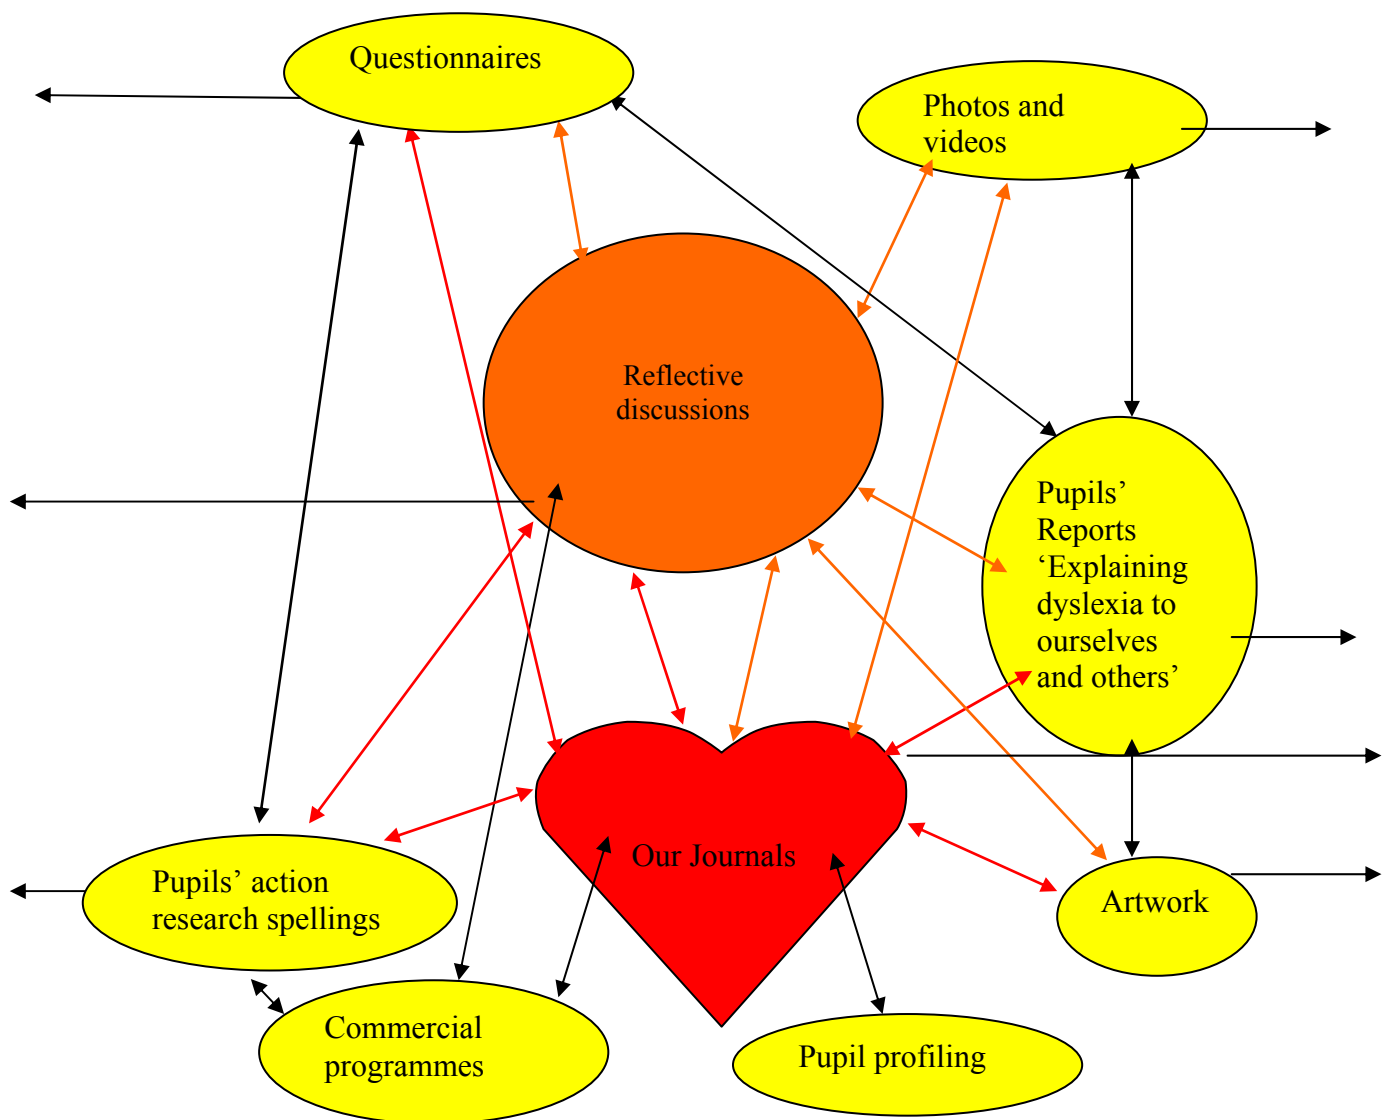 Questionnaires
Photos and
videos
Reflective
discussions
Pupils’
Reports
‘Explaining
dyslexia to
ourselves
and others’
Our Journals
Pupils’ action
research spellings
Artwork
Commercial
programmes
Pupil profiling